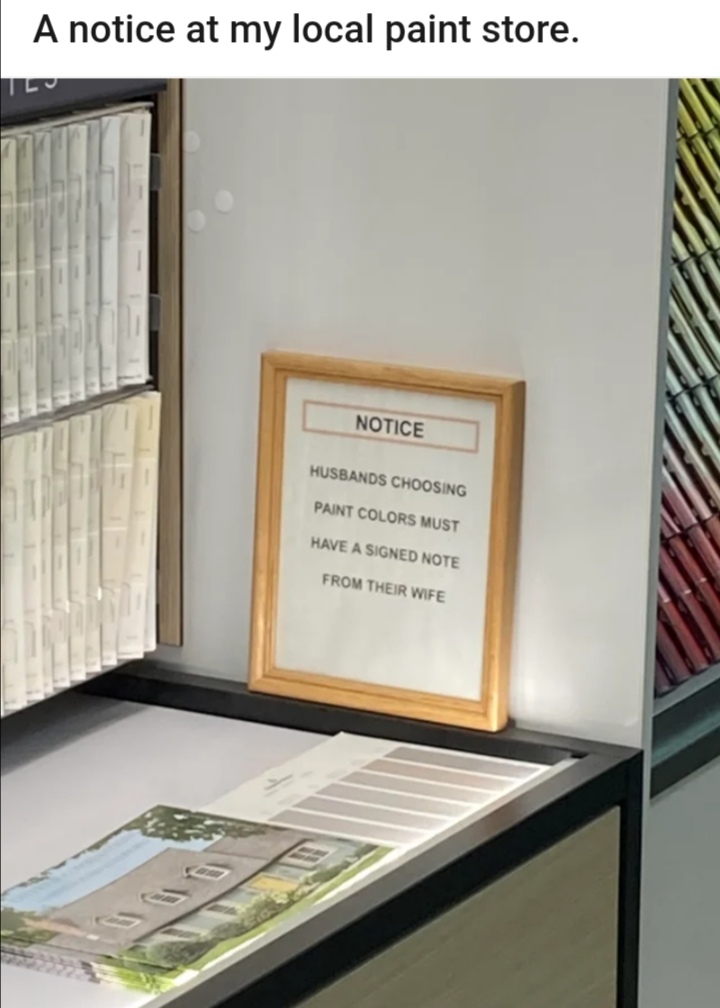 A notice at my local paint store.
NOTICE
HUSBANDS CHOOSING
PAINT COLORS MUST
HAVE A SIGNED NOTE
FROM THEIR WIFE